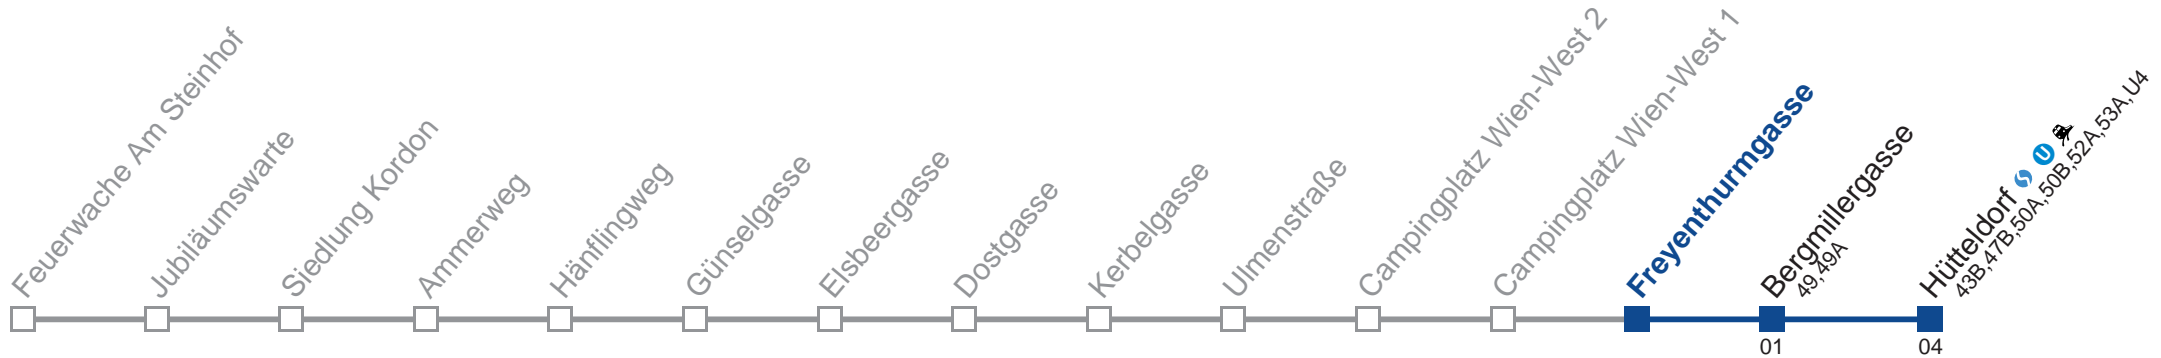 Feuerwache Am Steinhof
Jubiläumswarte
Siedlung Kordon
Ammerweg
Hänflingweg
Günselgasse
Elsbeergasse
Dostgasse
Kerbelgasse
Ulmenstraße
Campingplatz Wien-West 2
Campingplatz Wien-West 1
Freyenthurmgasse
Bergmillergasse
49,49A
Hütteldorf S U
43B,47B,50A,50B,52A,53A,U4
01
04